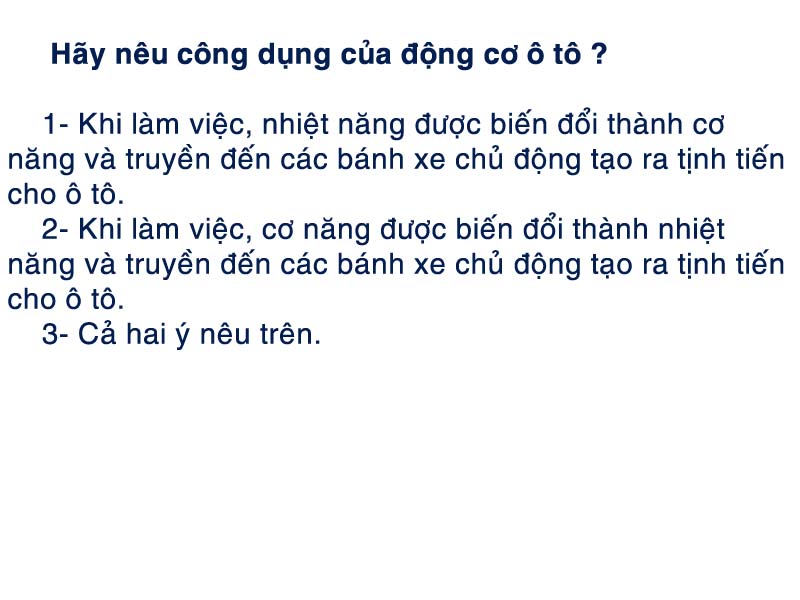 Hãy nêu công dụng của động cơ ô tô ?
1- Khi làm việc, nhiệt năng được biến đổi thành cơ
năng và truyền đến các bánh xe chủ động tạo ra tịnh tiến
cho ô tô.
2- Khi làm việc, cơ năng được biến đổi thành nhiệt
năng và truyền đến các bánh xe chủ động tạo ra tịnh tiến
cho ô tô.
3- Cả hai ý nêu trên.